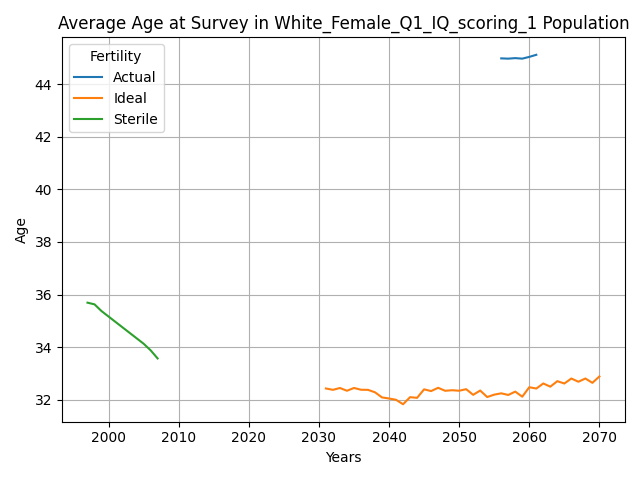 Average Age at Survey in White_Female_Q1_IQ_scoring_1 Population
Fertility
Actual
Ideal
Sterile
Age
44
42
40
38
36
34
32
2000 2010 2020 2030 2040 2050 2060 2070
Years